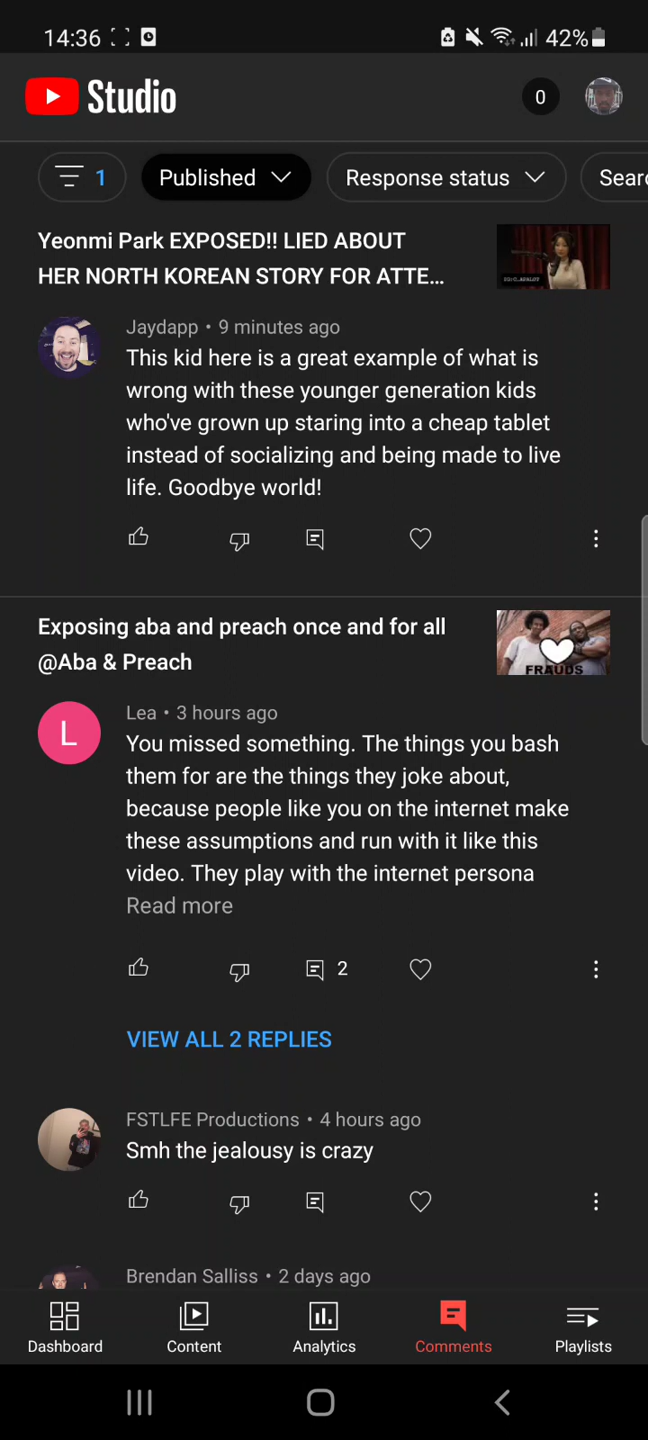 14:36
42%
Studio
0
1
Published
Response status
Sear
Yeonmi Park EXPOSED!! LIED ABOUT
HER NORTH KOREAN STORY FOR ATTE...
Jaydapp • 9 minutes ago
This kid here is a great example of what is
wrong with these younger generation kids
who've grown up staring into a cheap tablet
instead of socializing and being made to live
life. Goodbye world!
Exposing aba and preach once and for all
@Aba & Preach
FRAUDS
L
Lea • 3 hours ago
You missed something. The things you bash
them for are the things they joke about,
because people like you on the internet make
these assumptions and run with it like this
video. They play with the internet persona
Read more
2
VIEW ALL 2 REPLIES
FSTLFE Productions • 4 hours ago
Smh the jealousy is crazy
Brendan Salliss • 2 days ago
Dashboard
Content
Analytics
Comments
Playlists